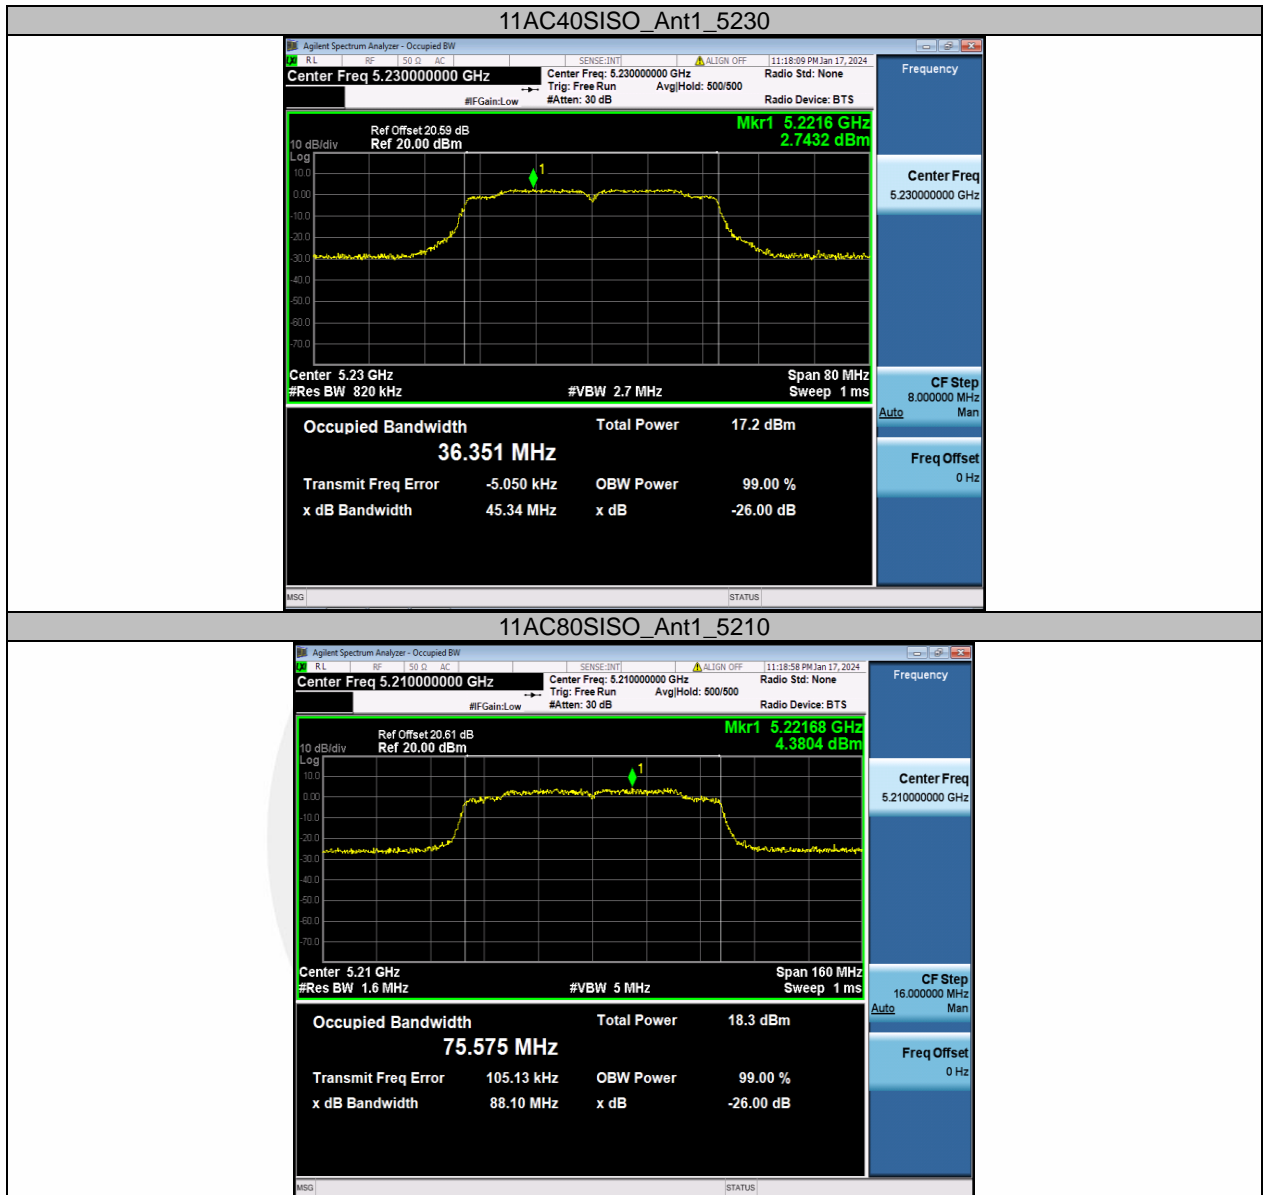 11AC40SISO_Ant1_5230
Agilent Spectrum Analyzer - Occupied BW
LXI RL RF 50 Ω AC SENSE:INT ALIGN OFF 11:18:09 PM Jan 17, 2024
Center Freq 5.230000000 GHz
Center Freq: 5.230000000 GHz
Radio Std: None
Trig: Free Run Avg|Hold: 500/500
#IFGain:Low
#Atten: 30 dB
Radio Device: BTS
Frequency
Mkr1 5.2216 GHz
2.7432 dBm
Ref Offset 20.59 dB
10 dB/div Ref 20.00 dBm
Log
10.0
0.00
-10.0
-20.0
-30.0
-40.0
-50.0
-60.0
-70.0
1
Center Freq
5.230000000 GHz
Center 5.23 GHz Span 80 MHz
#Res BW 820 kHz #VBW 2.7 MHz Sweep 1 ms
CF Step
8.000000 MHz
Auto Man
Occupied Bandwidth Total Power 17.2 dBm
36.351 MHz
Transmit Freq Error -5.050 kHz OBW Power 99.00 %
x dB Bandwidth 45.34 MHz x dB -26.00 dB
Freq Offset
0 Hz
MSG STATUS
11AC80SISO_Ant1_5210
Agilent Spectrum Analyzer - Occupied BW
LXI RL RF 50 Ω AC SENSE:INT ALIGN OFF 11:18:58 PM Jan 17, 2024
Center Freq 5.210000000 GHz
Center Freq: 5.210000000 GHz
Radio Std: None
Trig: Free Run Avg|Hold: 500/500
#IFGain:Low
#Atten: 30 dB
Radio Device: BTS
Frequency
Mkr1 5.22168 GHz
4.3804 dBm
Ref Offset 20.61 dB
10 dB/div Ref 20.00 dBm
Log
10.0
0.00
-10.0
-20.0
-30.0
-40.0
-50.0
-60.0
-70.0
1
Center Freq
5.210000000 GHz
Center 5.21 GHz Span 160 MHz
#Res BW 1.6 MHz #VBW 5 MHz Sweep 1 ms
CF Step
16.000000 MHz
Auto Man
Occupied Bandwidth Total Power 18.3 dBm
75.575 MHz
Transmit Freq Error 105.13 kHz OBW Power 99.00 %
x dB Bandwidth 88.10 MHz x dB -26.00 dB
Freq Offset
0 Hz
MSG STATUS